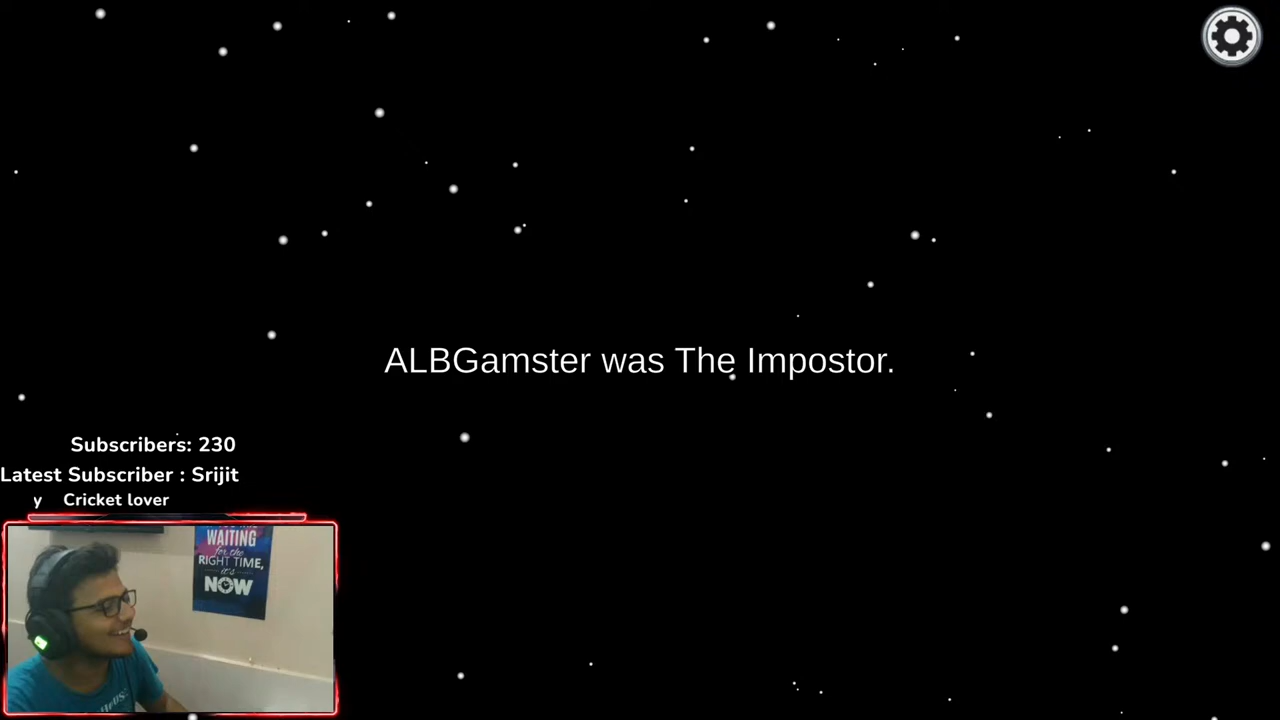 ALBGamster was The Impostor.
Subscribers: 230
Latest Subscriber : Srijit
y Cricket lover
WAITING
for the
RIGHT TIME,
it's
NOW